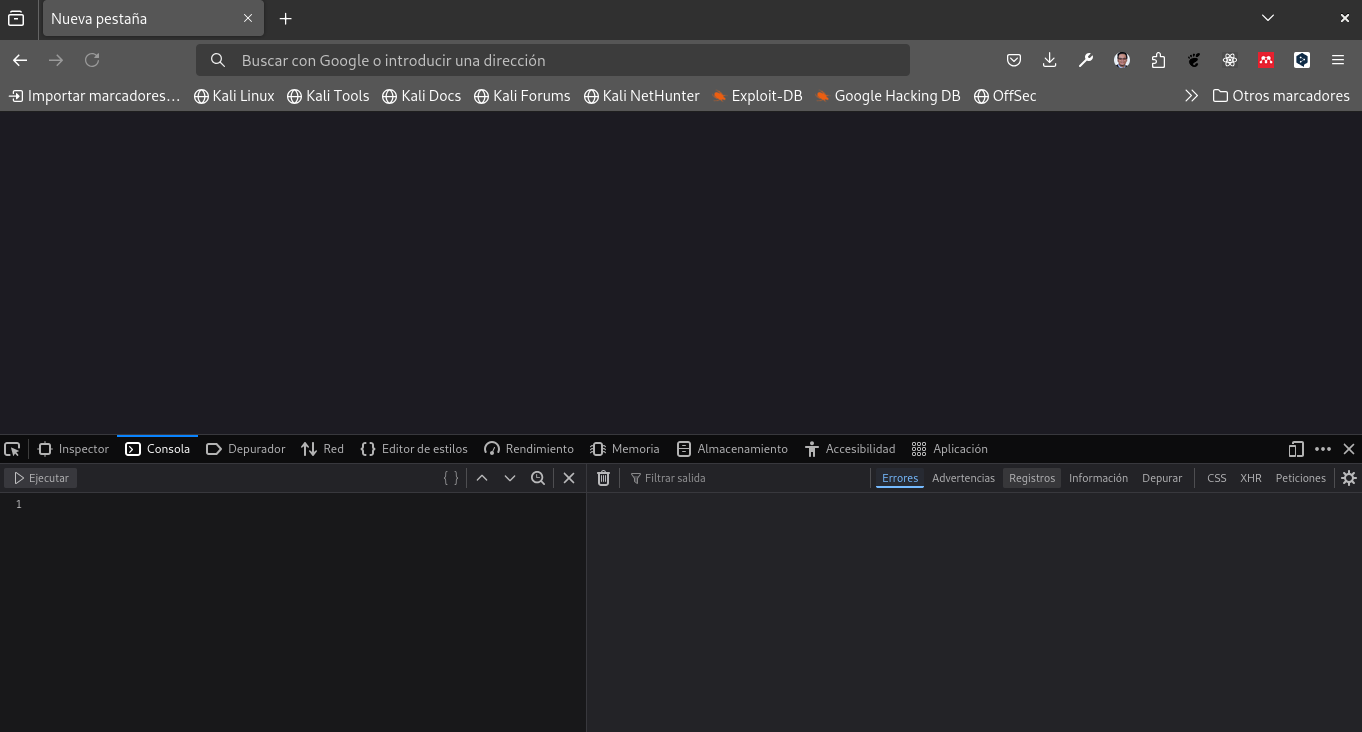 Nueva pestaña
Buscar con Google o introducir una dirección
Importar marcadores… Kali Linux Kali Tools Kali Docs Kali Forums Kali NetHunter Exploit-DB Google Hacking DB OffSec Otros marcadores
Inspector Consola Depurador Red Editor de estilos Rendimiento Memoria Almacenamiento Accesibilidad Aplicación
Ejecutar Filtrar salida Errores Advertencias Registros Información Depurar CSS XHR Peticiones
1